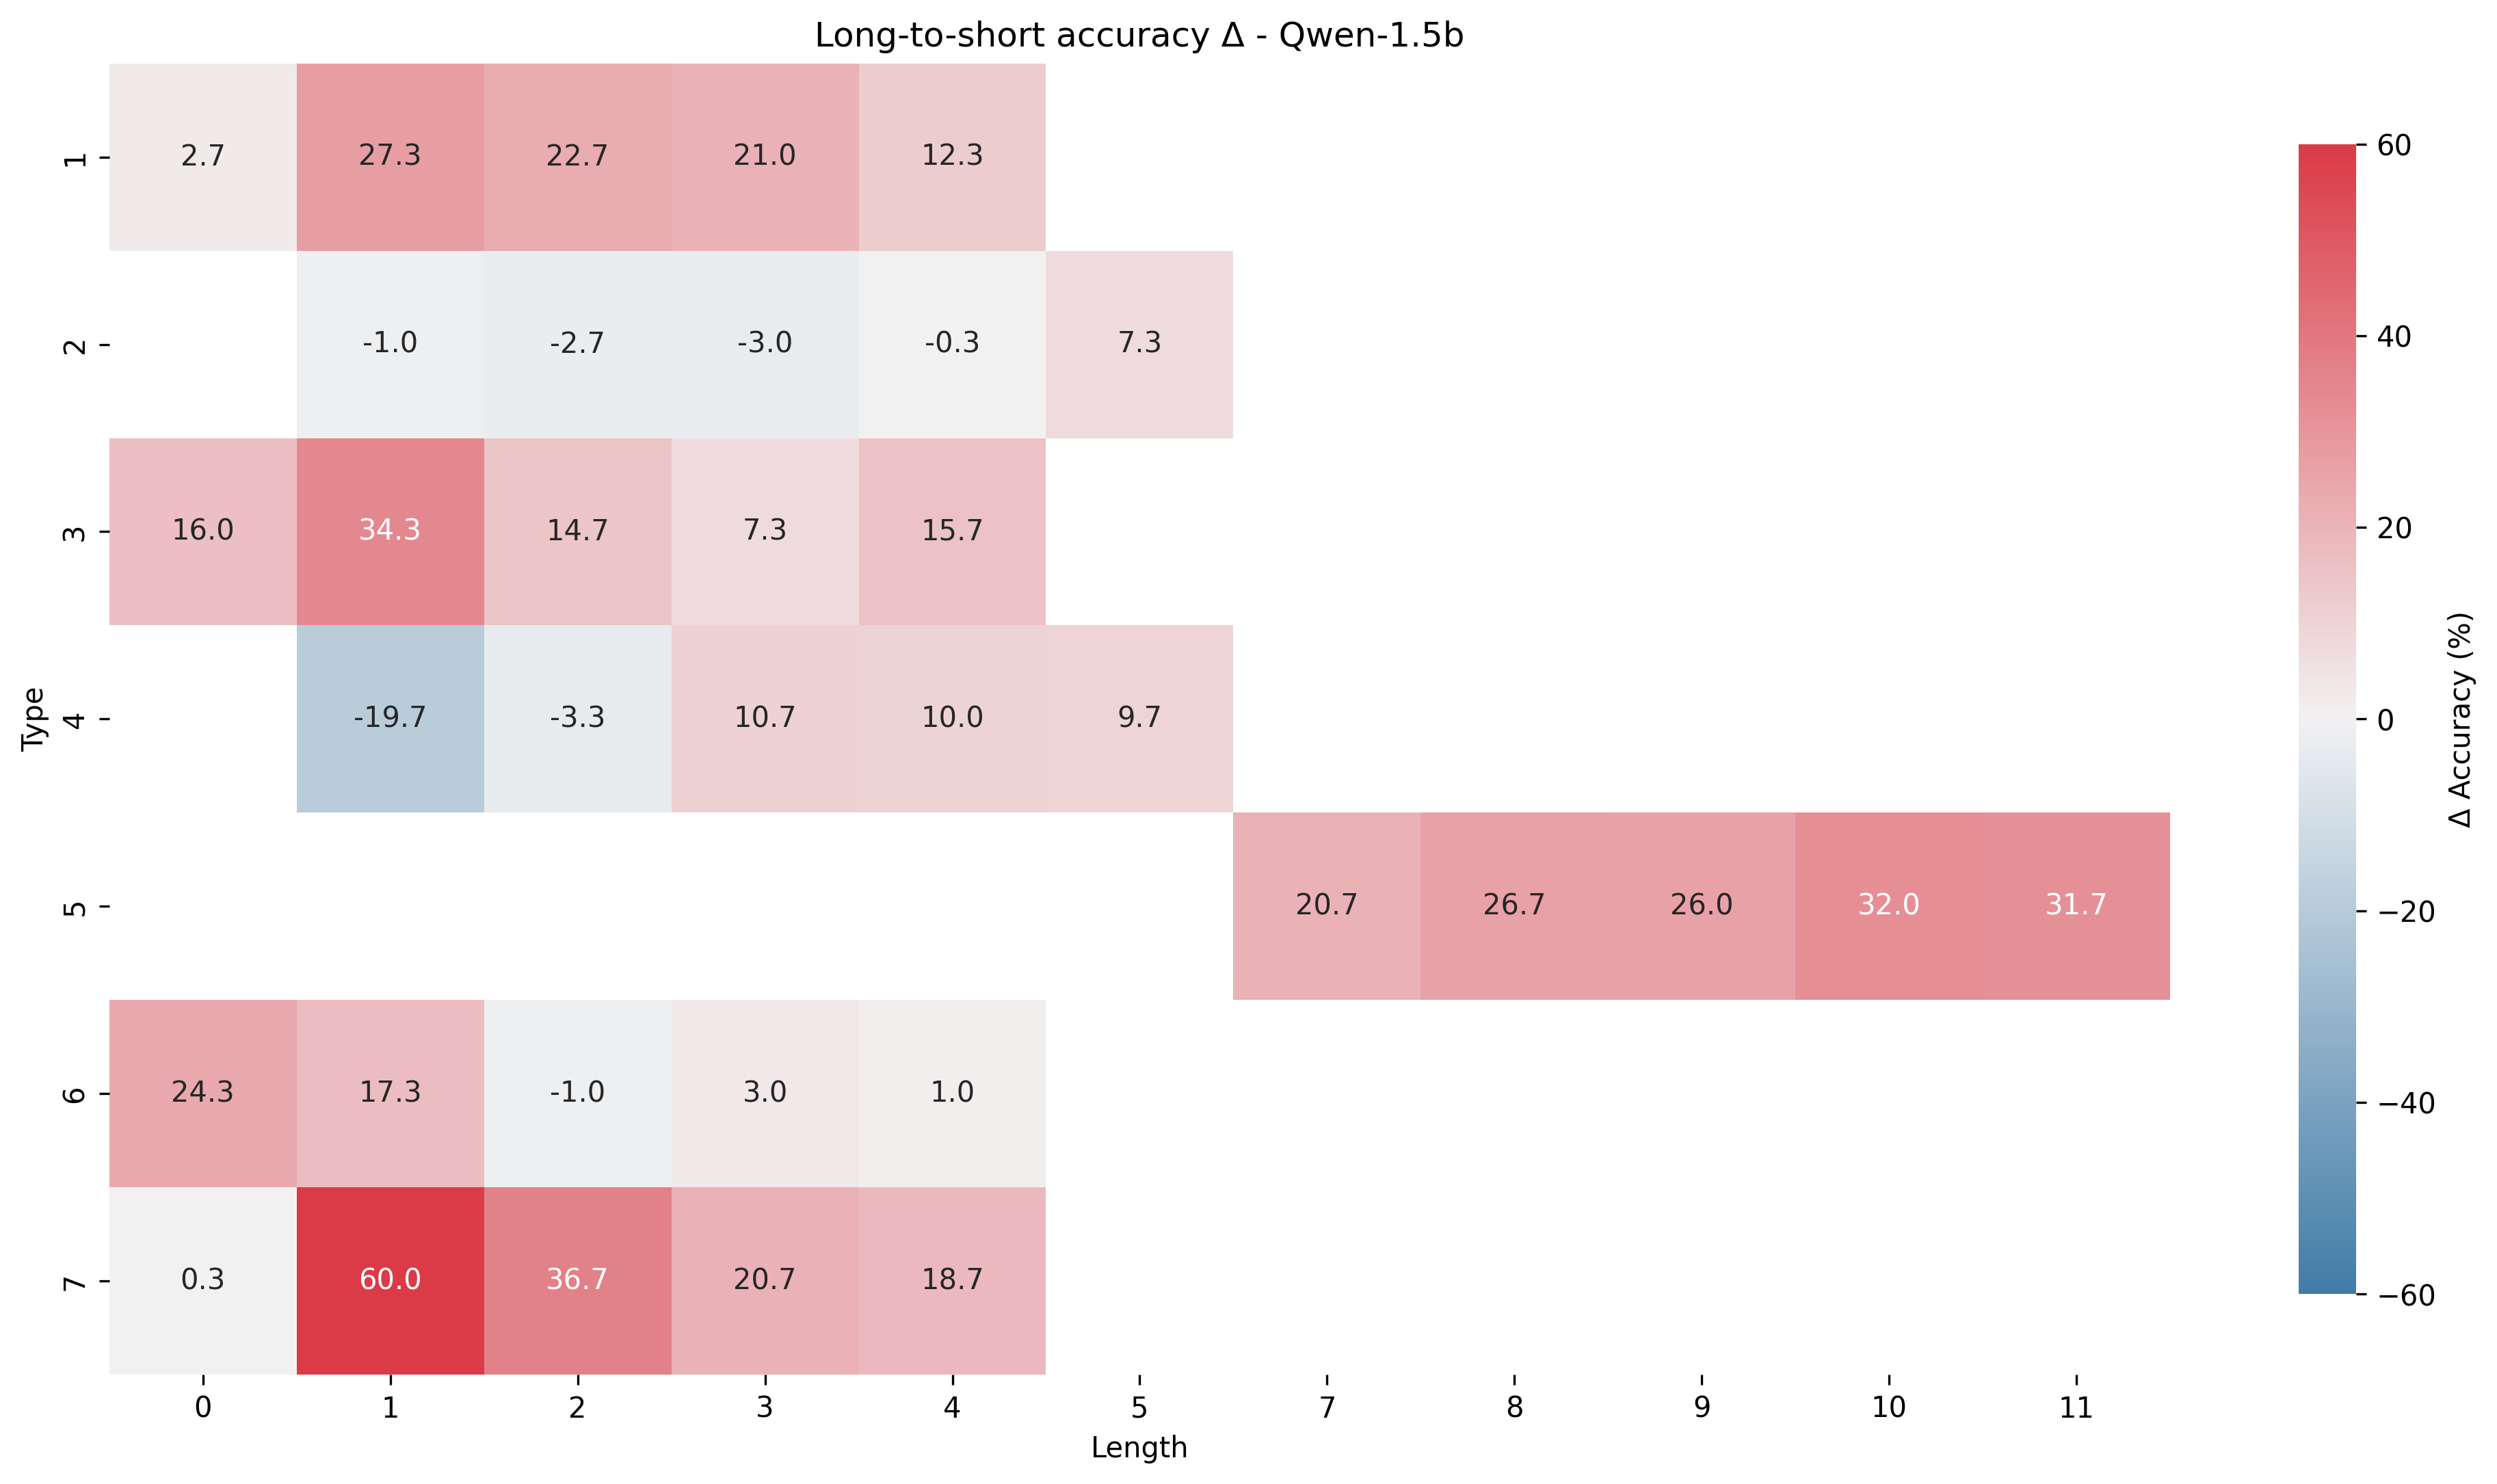 Long-to-short accuracy Δ - Qwen-1.5b
Type
1 2.7 27.3 22.7 21.0 12.3
2 -1.0 -2.7 -3.0 -0.3 7.3
3 16.0 34.3 14.7 7.3 15.7
4 -19.7 -3.3 10.7 10.0 9.7
5 20.7 26.7 26.0 32.0 31.7
6 24.3 17.3 -1.0 3.0 1.0
7 0.3 60.0 36.7 20.7 18.7
0 1 2 3 4 5 7 8 9 10 11
Length
60
40
20
0
−20
−40
−60
Δ Accuracy (%)